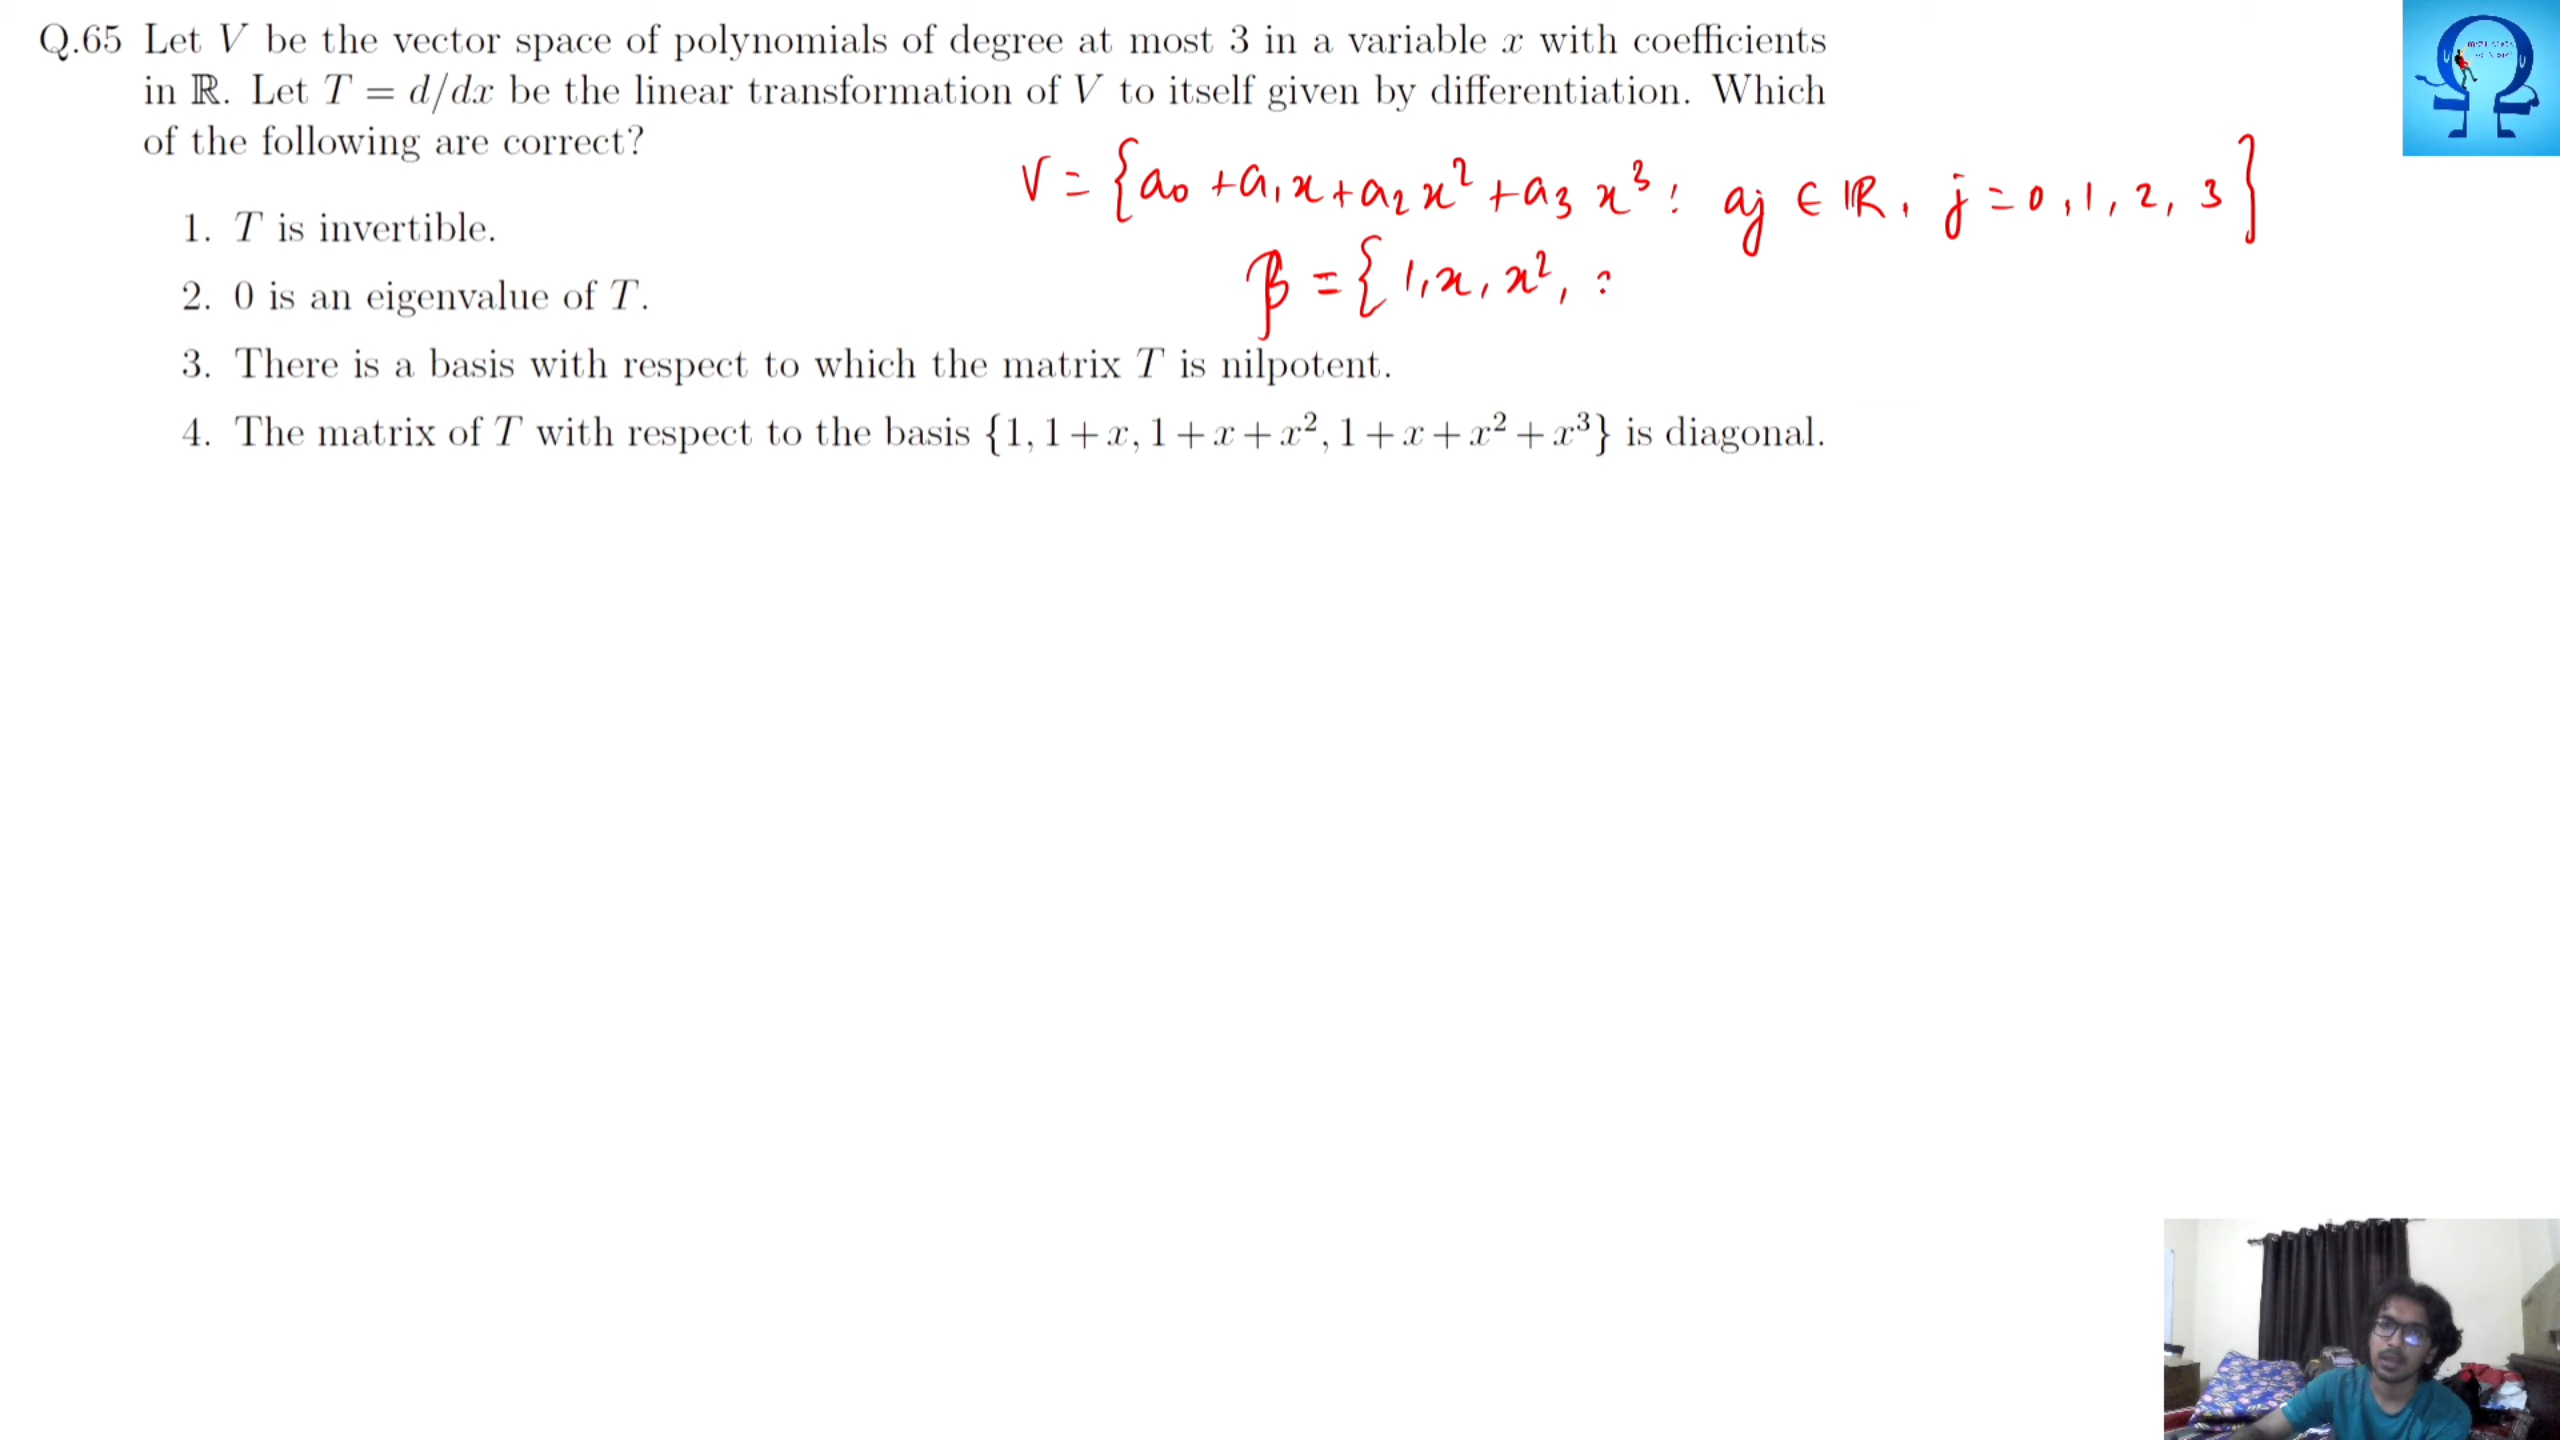 Q.65 Let V be the vector space of polynomials of degree at most 3 in a variable x with coefficients
in ℝ. Let T = d/dx be the linear transformation of V to itself given by differentiation. Which
of the following are correct?
V = {a₀ + a₁x + a₂x² + a₃x³ : aⱼ ∈ ℝ, j = 0, 1, 2, 3}
1. T is invertible.
β = {1, x, x²,
2. 0 is an eigenvalue of T.
3. There is a basis with respect to which the matrix T is nilpotent.
4. The matrix of T with respect to the basis {1, 1 + x, 1 + x + x², 1 + x + x² + x³} is diagonal.